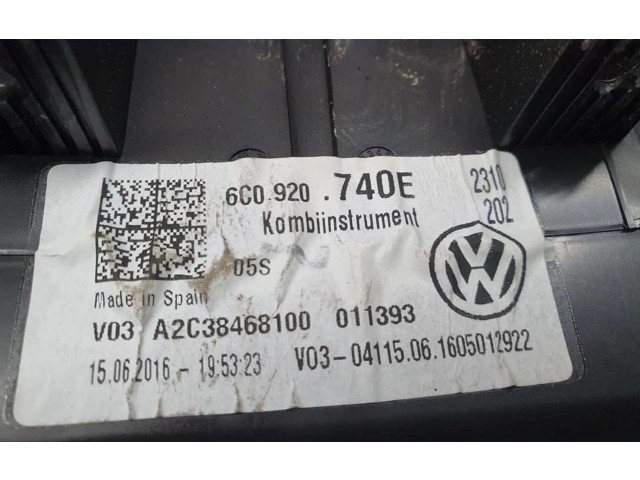 6C0.920 .740E 2310
Kombiinstrument 202
05S
Made in Spain
V03 A2C38468100 011393
15.06.2016 - 19:53:23 V03-04115.06.1605012922